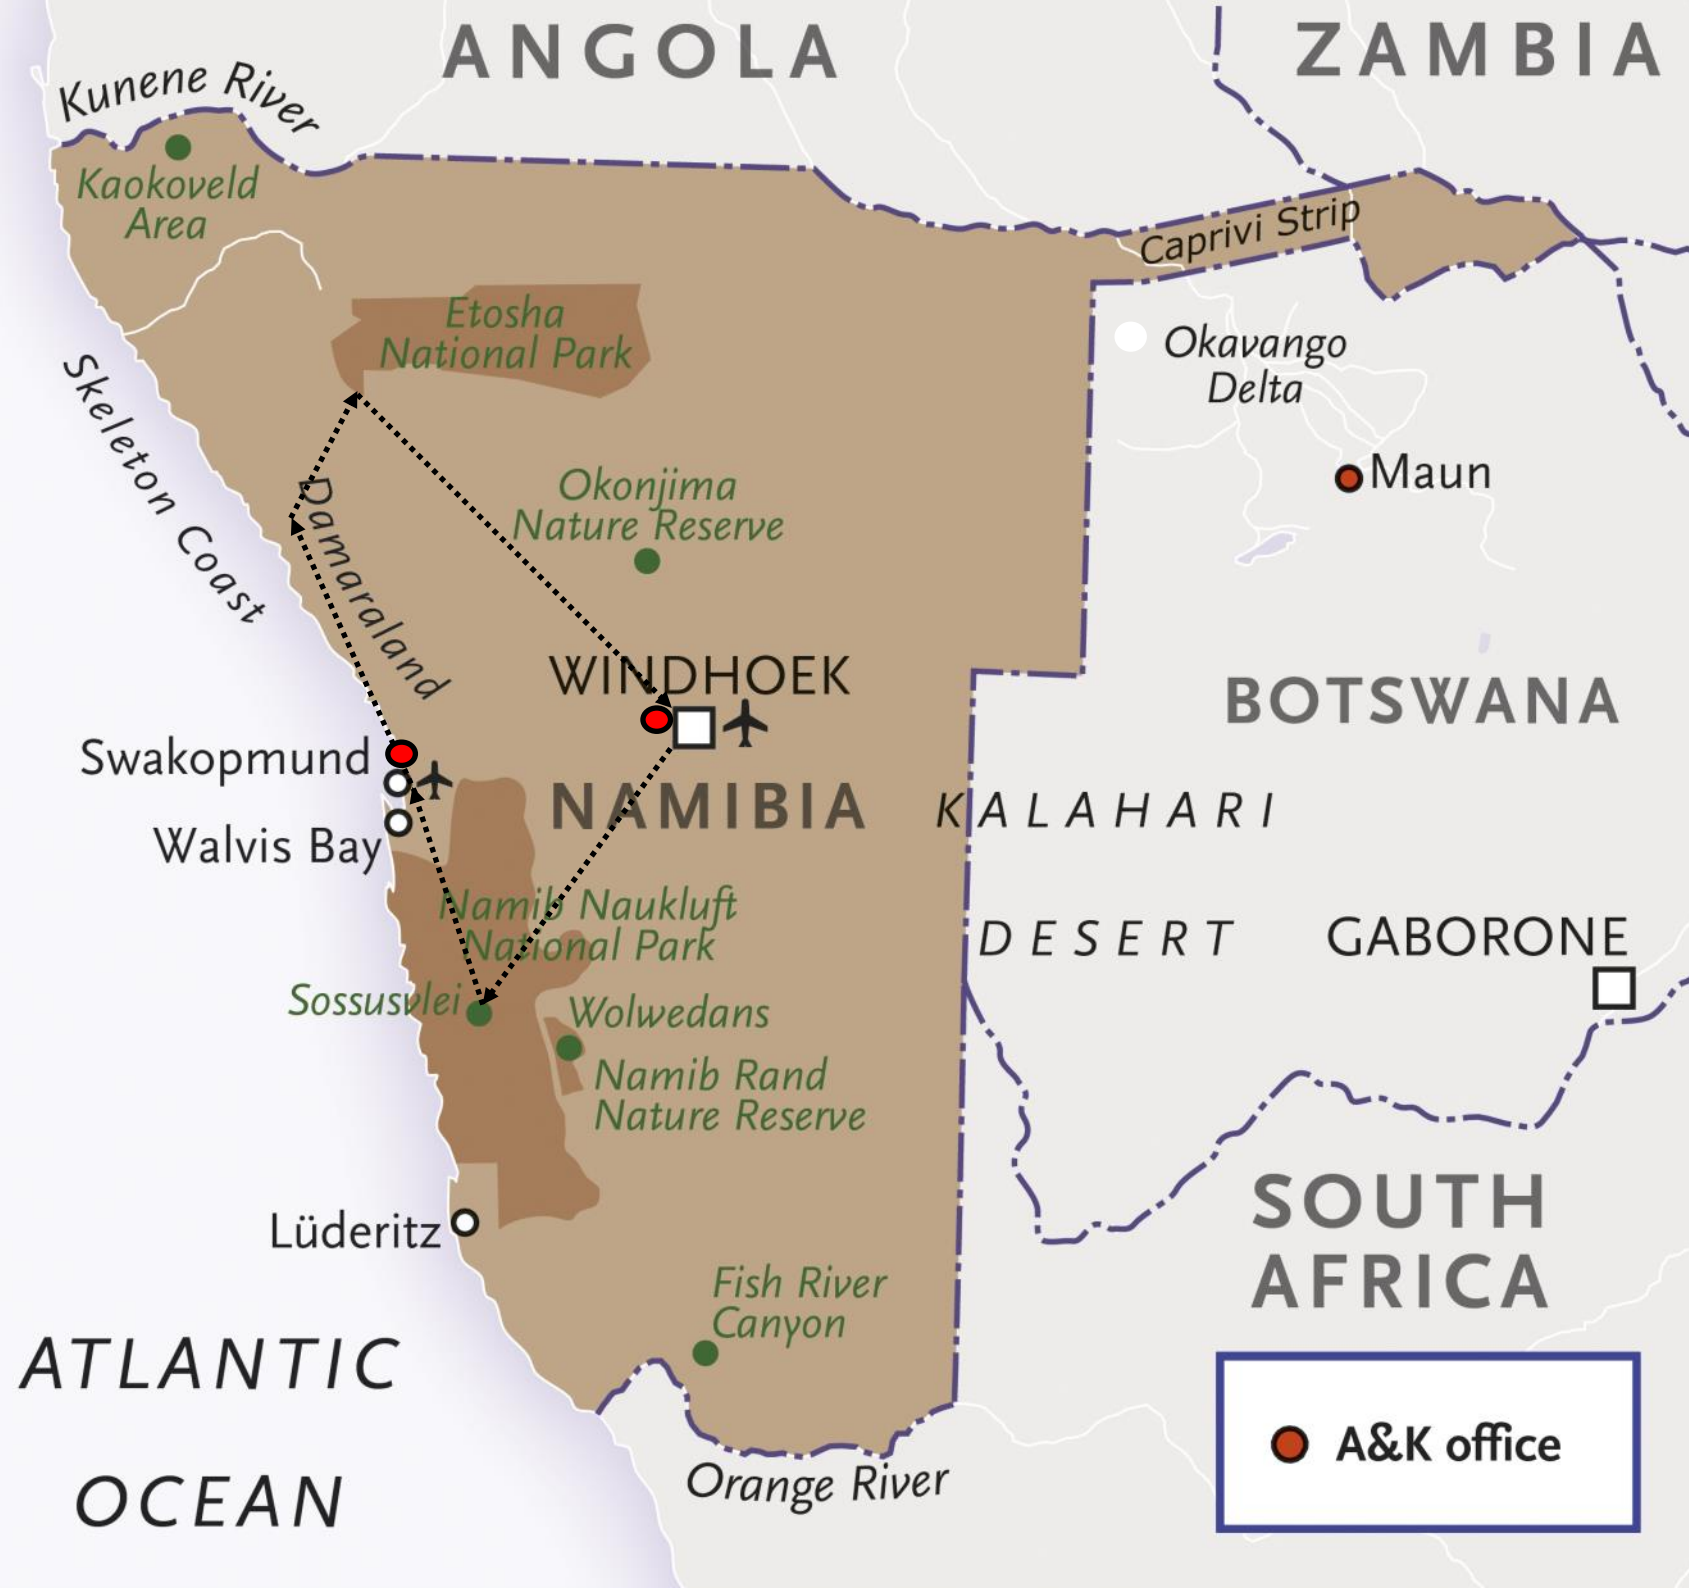 ANGOLA
ZAMBIA
Kunene River
Kaokoveld
Area
Caprivi Strip
Etosha
National Park
Okavango
Delta
Skeleton Coast
Maun
Okonjima
Nature Reserve
Damaraland
WINDHOEK
BOTSWANA
Swakopmund
NAMIBIA
KALAHARI
Walvis Bay
Namib Naukluft
National Park
DESERT
GABORONE
Sossusvlei
Wolwedans
Namib Rand
Nature Reserve
SOUTH
AFRICA
Lüderitz
Fish River
Canyon
ATLANTIC
OCEAN
Orange River
A&K office